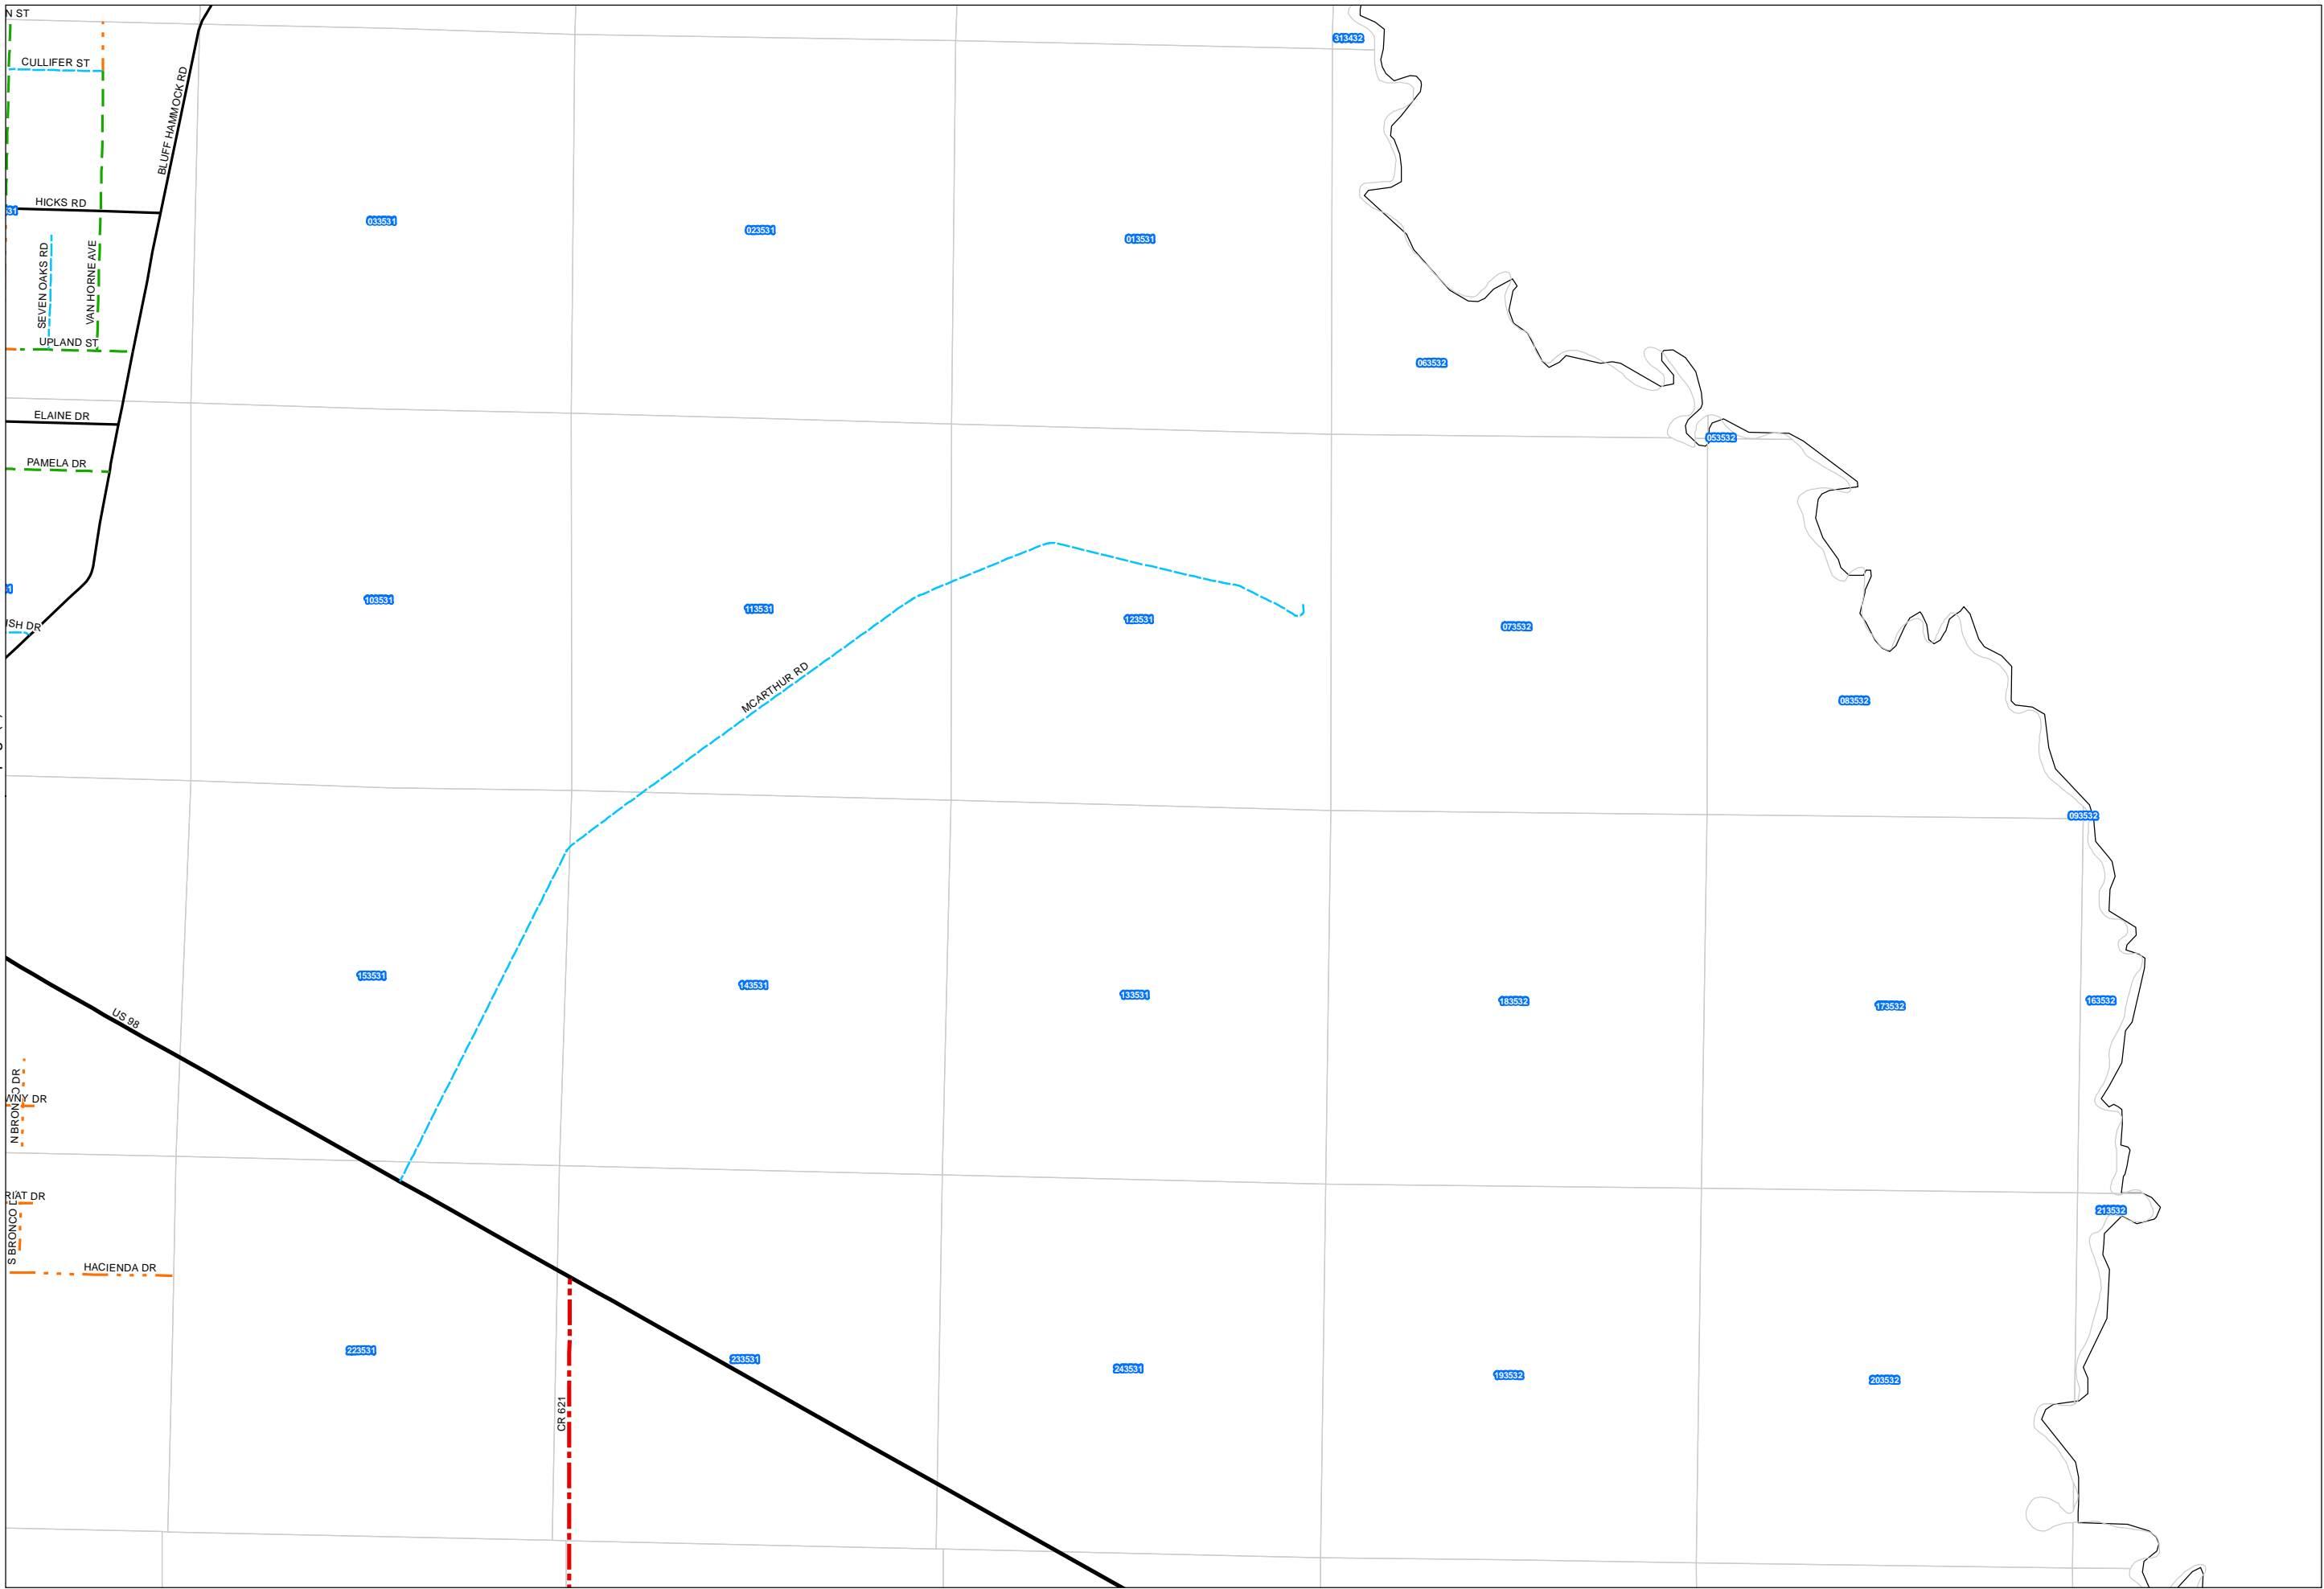 N ST
313432
CULLIFER ST
BLUFF HAMMOCK RD
HICKS RD
31
033531
023531
013531
SEVEN OAKS RD
VAN HORNE AVE
UPLAND ST
063532
ELAINE DR
053532
PAMELA DR
1
103531
113531
123531
ISH DR
073532
MCARTHUR RD
083532
093532
153531
143531
133531
183532
173532
163532
US 98
N BRONCO DR
WNY DR
RIAT DR
S BRONCO
213532
HACIENDA DR
223531
233531
243531
193532
203532
CR 621